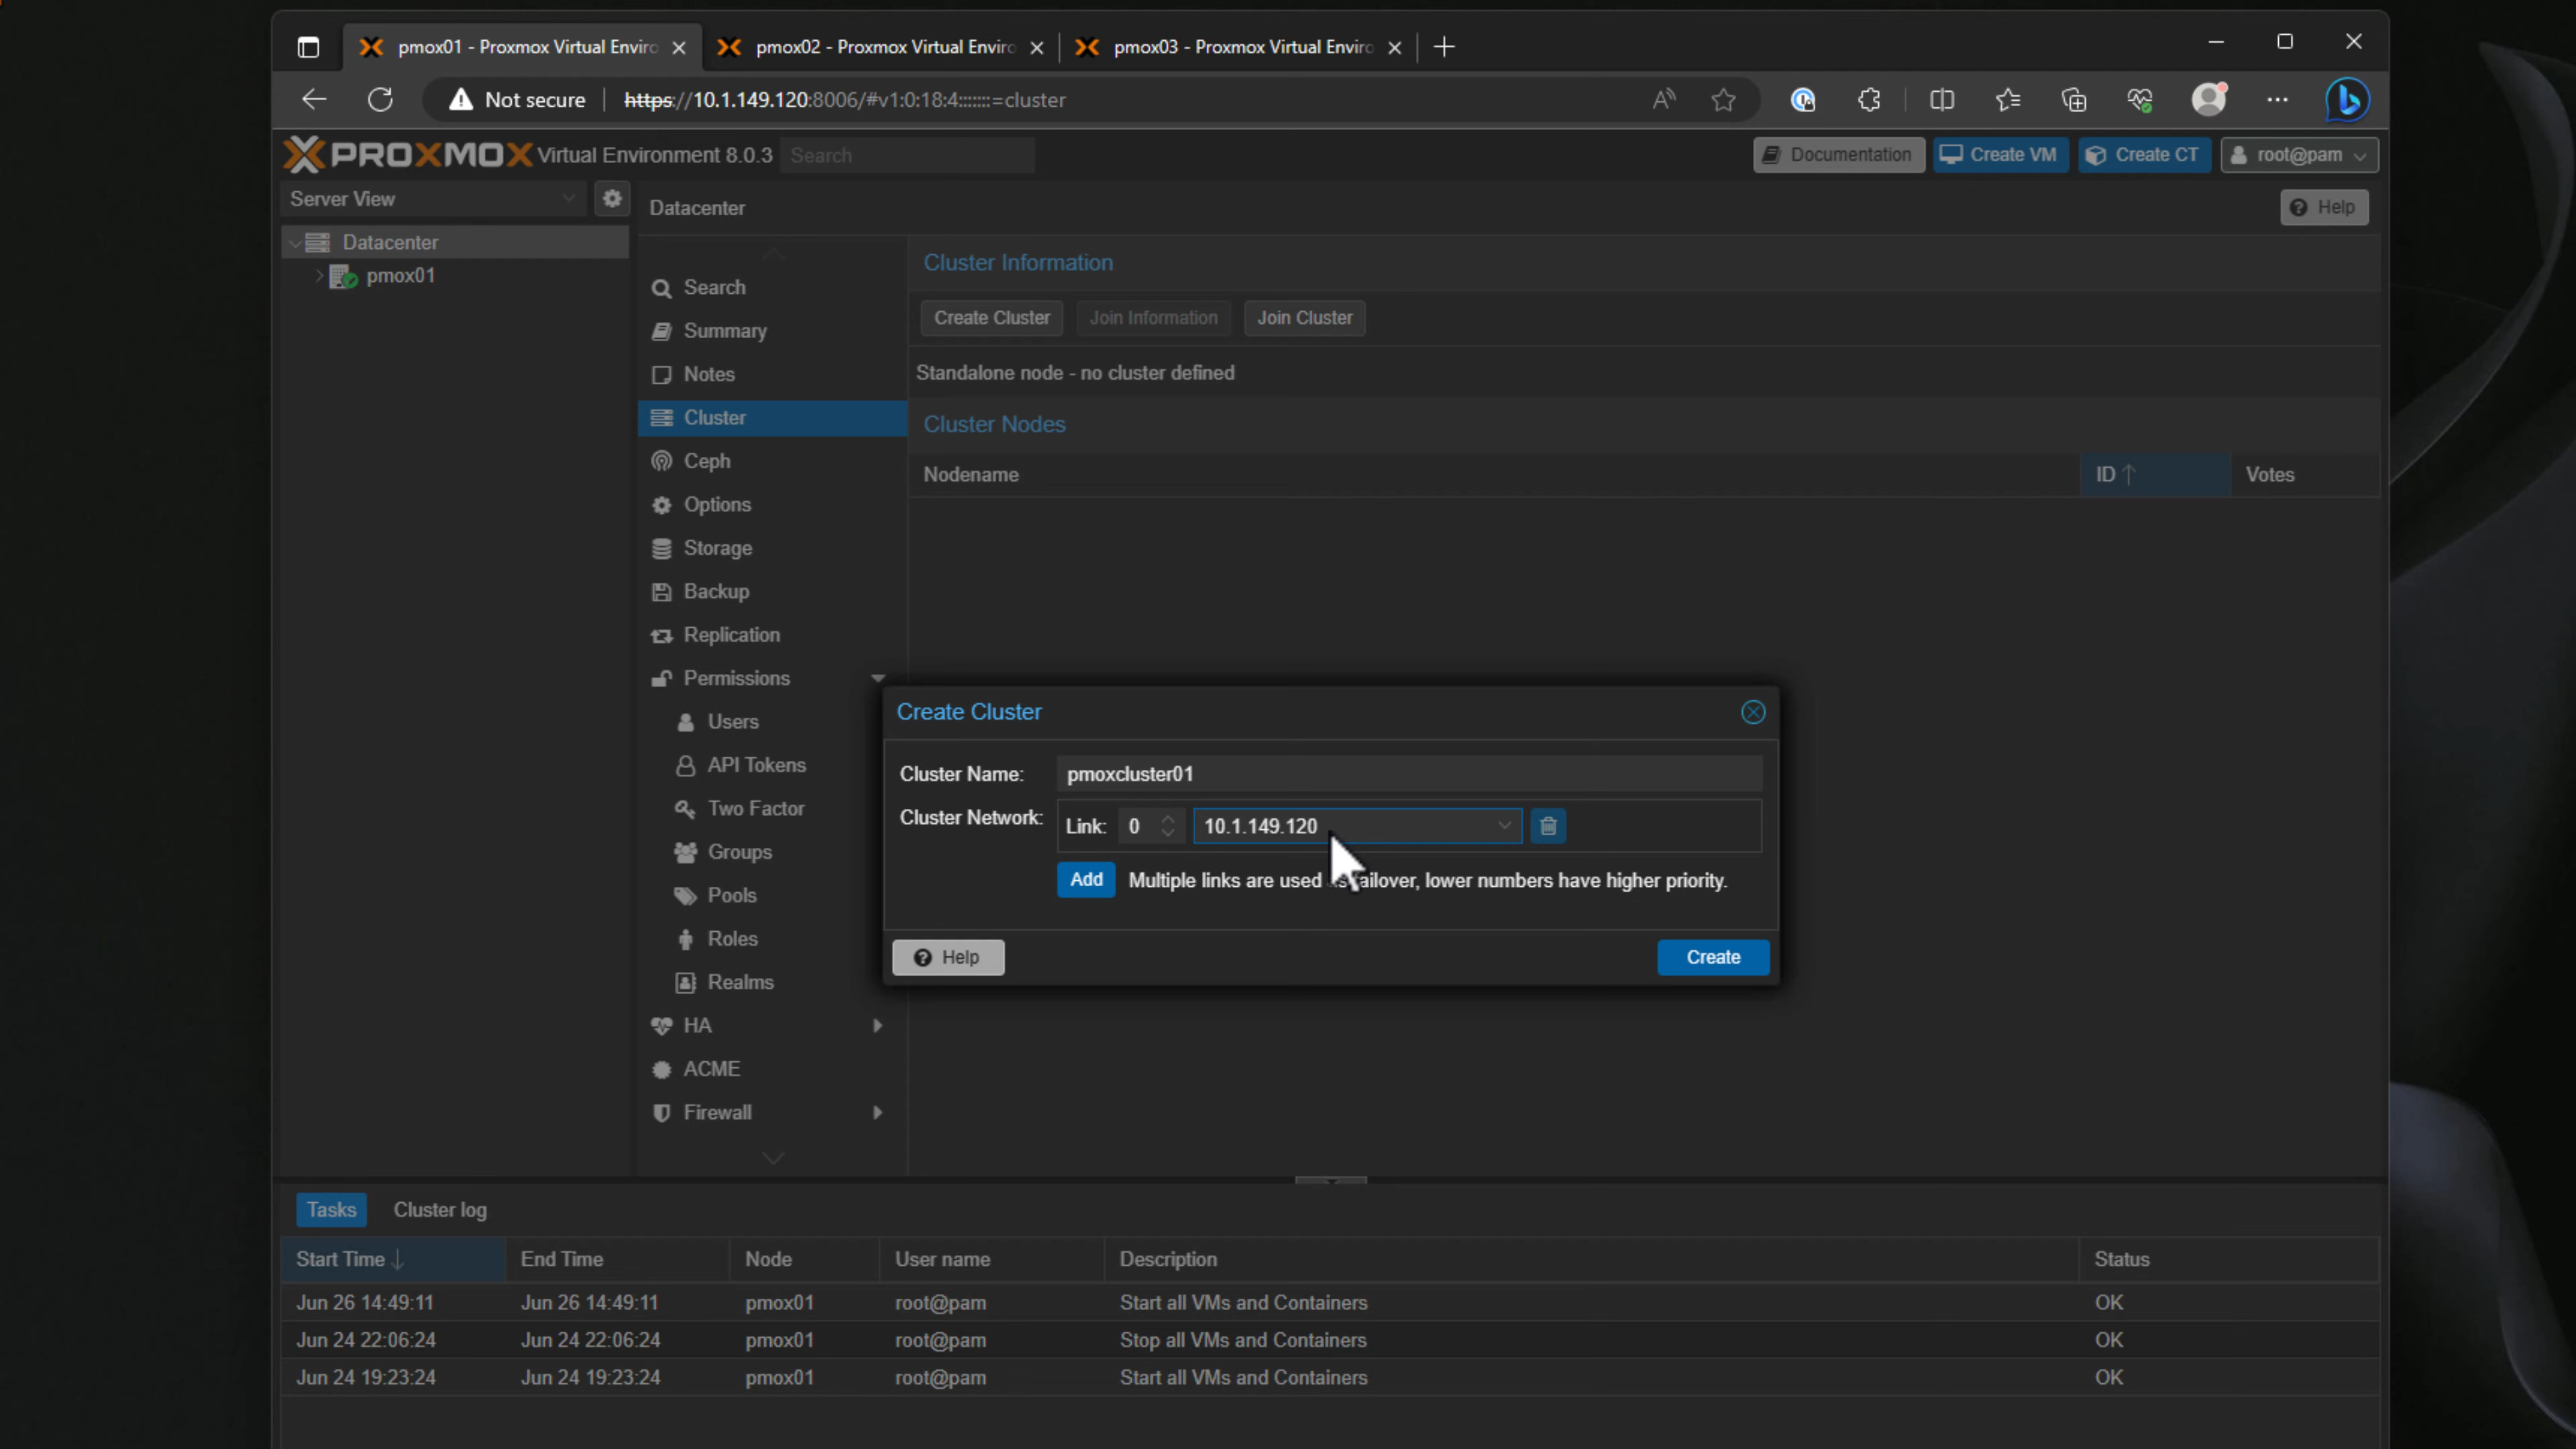 pmox01 - Proxmox Virtual Enviro
pmox02 - Proxmox Virtual Enviro
pmox03 - Proxmox Virtual Enviro
Not secure
https://10.1.149.120:8006/#v1:0:18:4:::::::=cluster
PROXMOX Virtual Environment 8.0.3
Search
Documentation
Create VM
Create CT
root@pam
Server View
Datacenter
pmox01
Datacenter
Help
Search
Summary
Notes
Cluster
Ceph
Options
Storage
Backup
Replication
Permissions
Users
API Tokens
Two Factor
Groups
Pools
Roles
Realms
HA
ACME
Firewall
Cluster Information
Create Cluster
Join Information
Join Cluster
Standalone node - no cluster defined
Cluster Nodes
Nodename ID Votes
Create Cluster
Cluster Name: pmoxcluster01
Cluster Network: Link: 0 10.1.149.120
Add Multiple links are used failover, lower numbers have higher priority.
Help
Create
Tasks Cluster log
Start Time End Time Node User name Description Status
Jun 26 14:49:11 Jun 26 14:49:11 pmox01 root@pam Start all VMs and Containers OK
Jun 24 22:06:24 Jun 24 22:06:24 pmox01 root@pam Stop all VMs and Containers OK
Jun 24 19:23:24 Jun 24 19:23:24 pmox01 root@pam Start all VMs and Containers OK